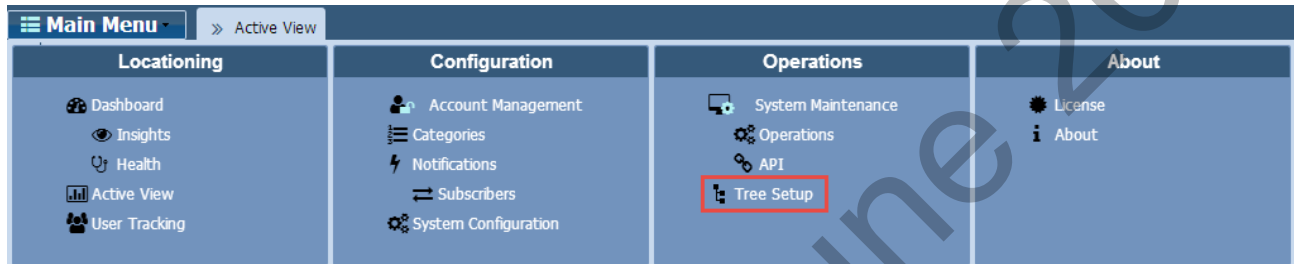 Main Menu
» Active View
Locationing
Dashboard
Insights
Health
Active View
User Tracking
Configuration
Account Management
Categories
Notifications
Subscribers
System Configuration
Operations
System Maintenance
Operations
API
Tree Setup
About
License
About